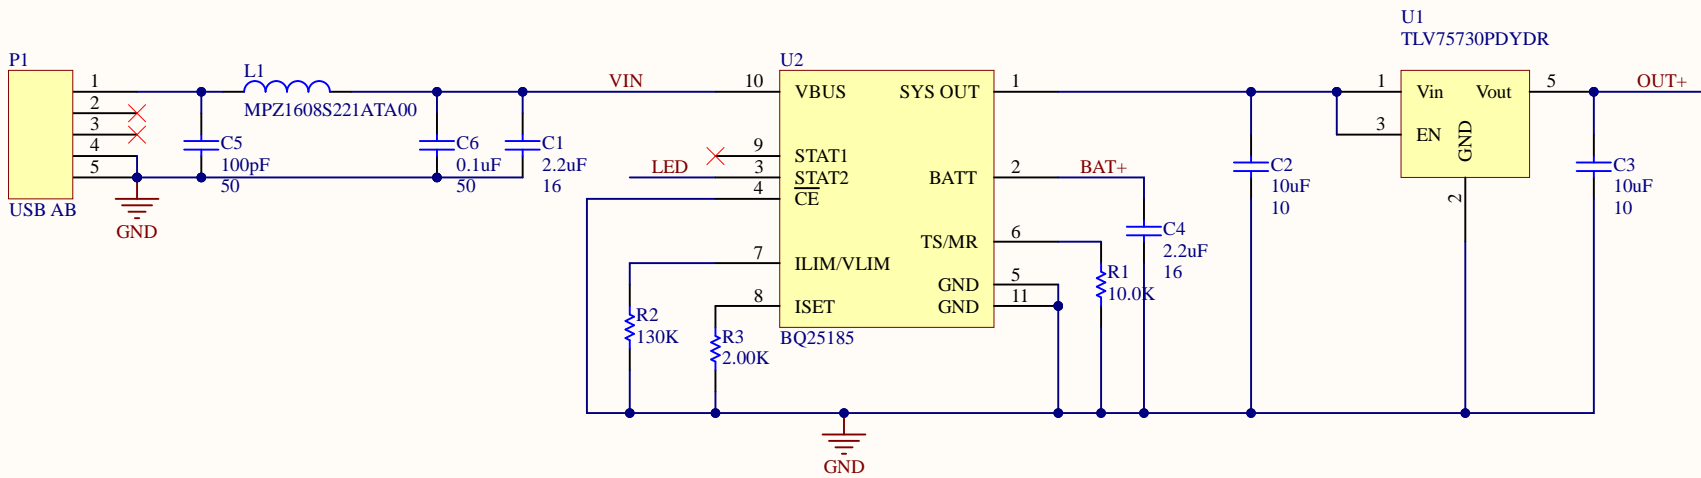 P1
1
2
3
4
5
USB AB
GND
L1
MPZ1608S221ATA00
C5
100pF
50
C6
0.1uF
50
C1
2.2uF
16
VIN
LED
U2
10 VBUS
9 STAT1
3 STAT2
4 CE
7 ILIM/VLIM
8 ISET
SYS OUT 1
BATT 2
TS/MR 6
GND 5
GND 11
BQ25185
R2
130K
R3
2.00K
GND
BAT+
R1
10.0K
C4
2.2uF
16
C2
10uF
10
U1
TLV75730PDYDR
1 Vin
3 EN
GND
2
Vout 5
OUT+
C3
10uF
10